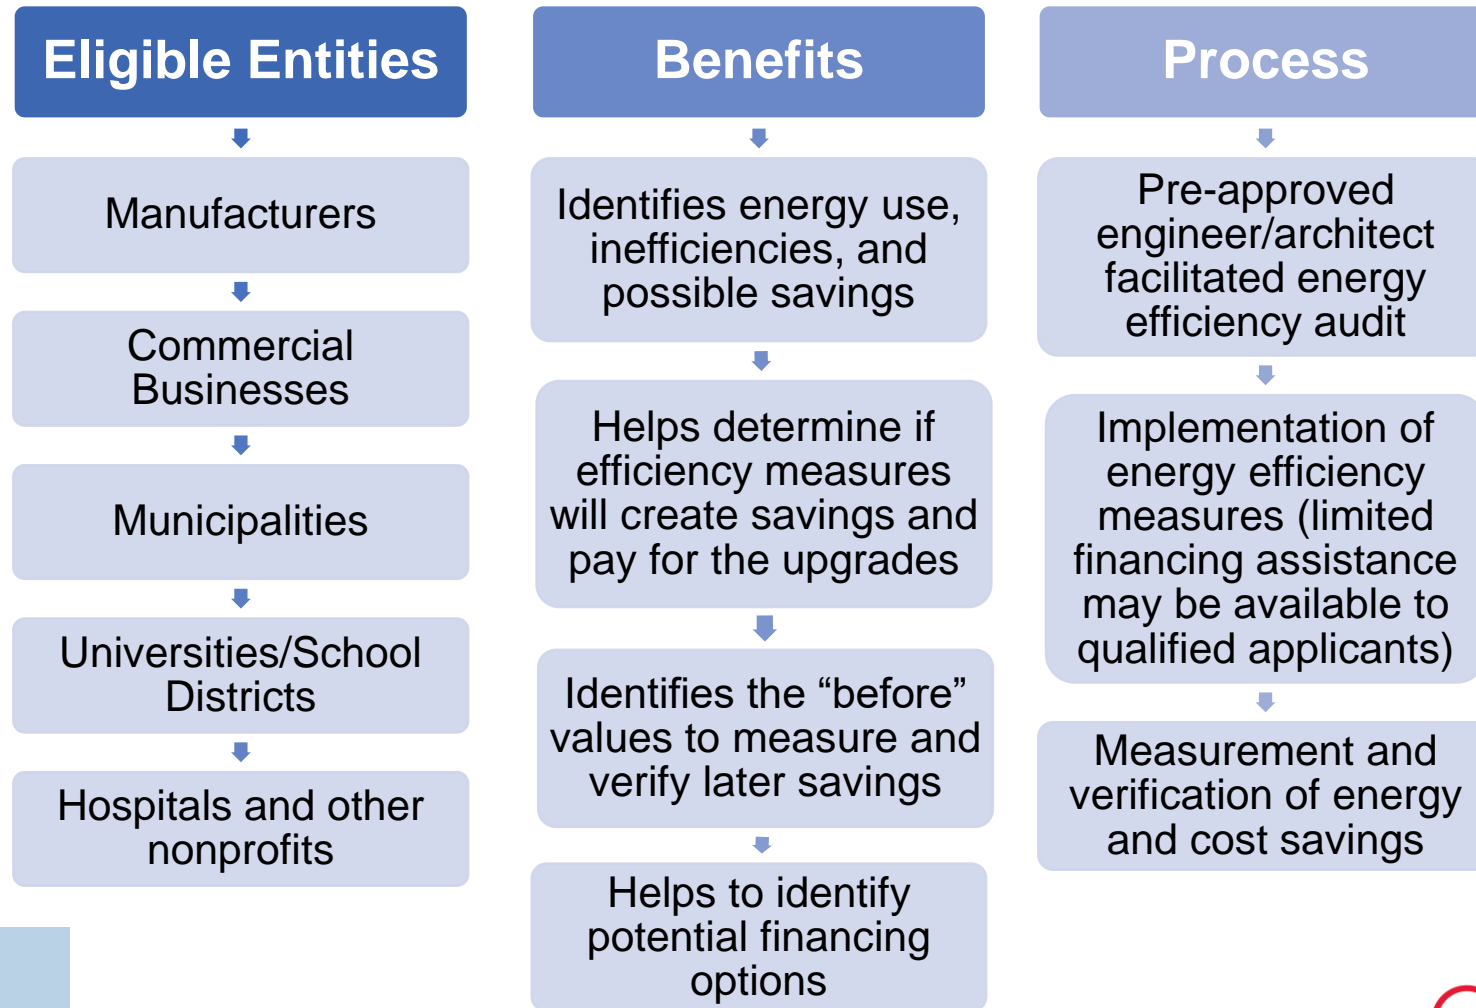 Eligible Entities
Manufacturers
Commercial
Businesses
Municipalities
Universities/School
Districts
Hospitals and other
nonprofits
Benefits
Identifies energy use,
inefficiencies, and
possible savings
Helps determine if
efficiency measures
will create savings and
pay for the upgrades
Identifies the “before”
values to measure and
verify later savings
Helps to identify
potential financing
options
Process
Pre-approved
engineer/architect
facilitated energy
efficiency audit
Implementation of
energy efficiency
measures (limited
financing assistance
may be available to
qualified applicants)
Measurement and
verification of energy
and cost savings